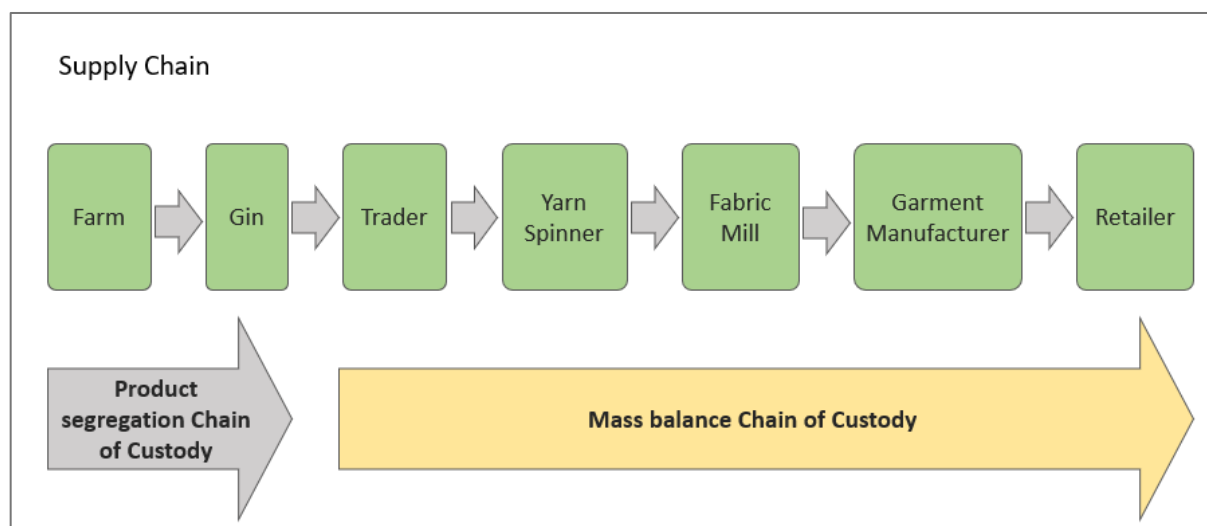 Supply Chain
Farm
Gin
Trader
Yarn
Spinner
Fabric
Mill
Garment
Manufacturer
Retailer
Product
segregation Chain
of Custody
Mass balance Chain of Custody